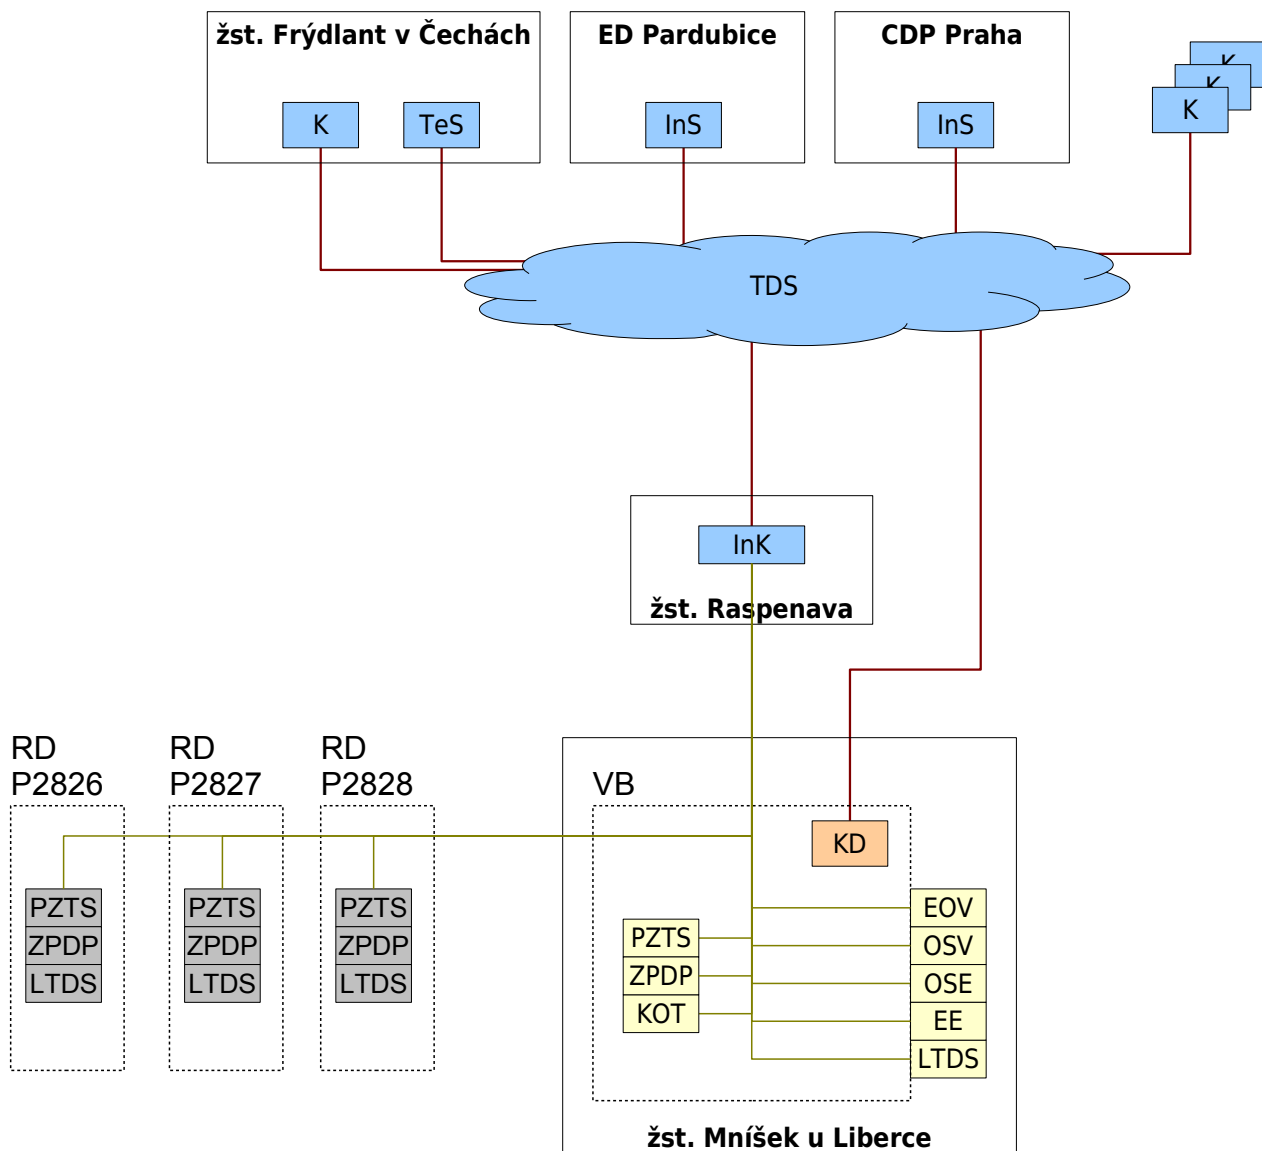 žst. Frýdlant v Čechách
ED Pardubice
CDP Praha
K
TeS
InS
InS
K
K
K
TDS
InK
žst. Raspenava
RD
P2826
RD
P2827
RD
P2828
VB
KD
PZTS
ZPDP
LTDS
PZTS
ZPDP
LTDS
PZTS
ZPDP
LTDS
PZTS
ZPDP
KOT
EOV
OSV
OSE
EE
LTDS
žst. Mníšek u Liberce